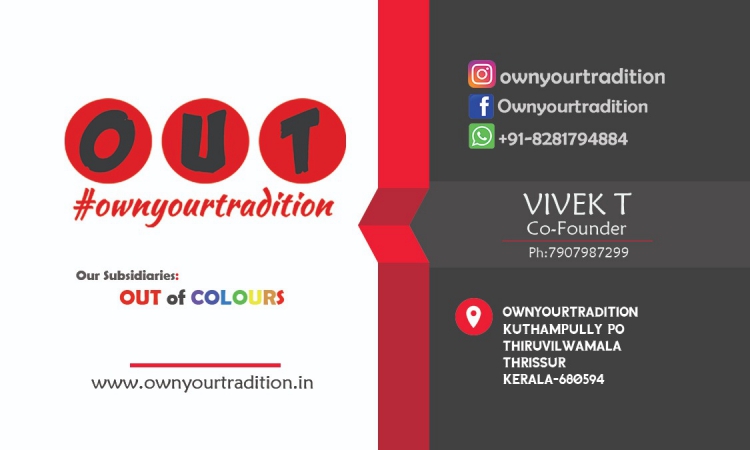 OUT
#ownyourtradition
Our Subsidiaries:
OUT of COLOURS
www.ownyourtradition.in
ownyourtradition
Ownyourtradition
+91-8281794884
VIVEK T
Co-Founder
Ph:7907987299
OWNYOURTRADITION
KUTHAMPULLY PO
THIRUVILWAMALA
THRISSUR
KERALA-680594